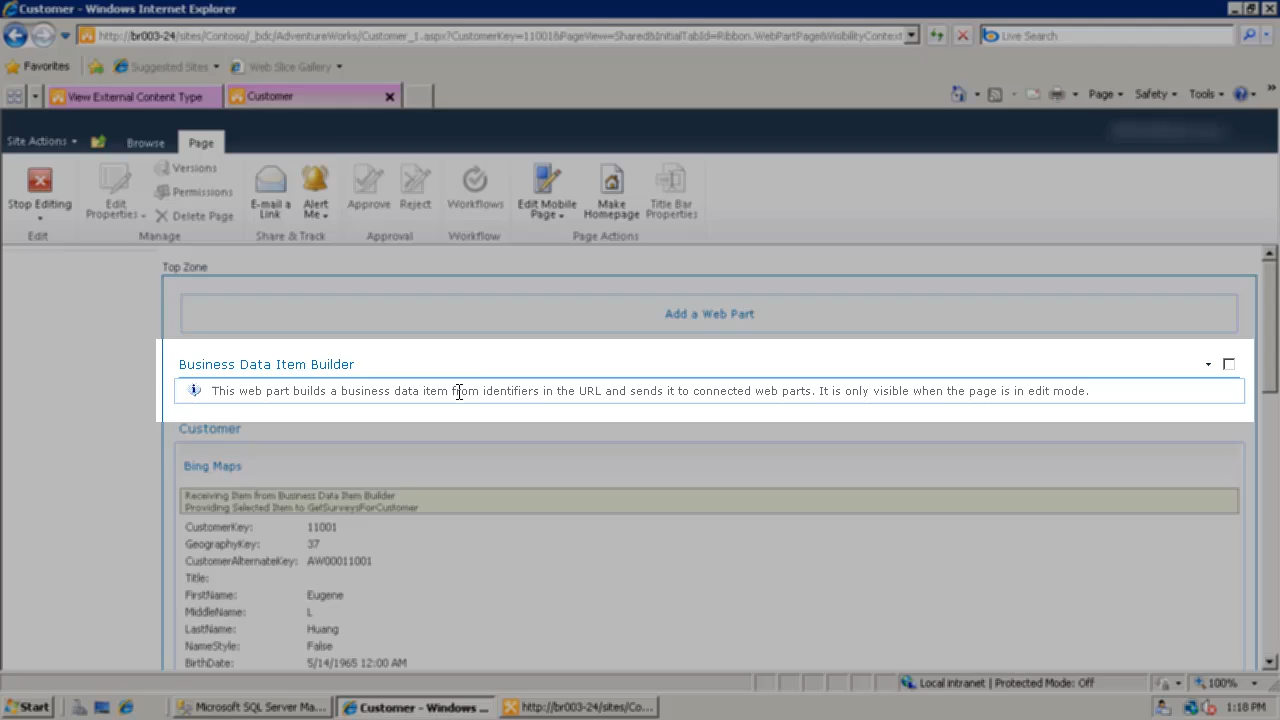 Customer - Windows Internet Explorer
http://br003-24/sites/Contoso/_bdc/AdventureWorks/Customer_1.aspx?CustomerKey=11001&PageView=Shared&InitialTabId=Ribbon.WebPartPage&VisibilityContext
Live Search
Favorites
Suggested Sites
Web Slice Gallery
View External Content Type
Customer
Page
Safety
Tools
Site Actions
Browse
Page
Stop Editing
Edit Properties
Versions
Permissions
Delete Page
E-mail a Link
Alert Me
Approve
Reject
Workflows
Edit Mobile Page
Make Homepage
Title Bar Properties
Edit
Manage
Share & Track
Approval
Workflow
Page Actions
Top Zone
Add a Web Part
Business Data Item Builder
This web part builds a business data item from identifiers in the URL and sends it to connected web parts. It is only visible when the page is in edit mode.
Customer
Bing Maps
Receiving Item from Business Data Item Builder
Providing Selected Item to GetSurveysForCustomer
CustomerKey: 11001
GeographyKey: 37
CustomerAlternateKey: AW00011001
Title:
FirstName: Eugene
MiddleName: L
LastName: Huang
NameStyle: False
BirthDate: 5/14/1965 12:00 AM
Local intranet | Protected Mode: Off
100%
Start
Microsoft SQL Server Ma...
Customer - Windows ...
http://br003-24/sites/Co...
1:18 PM